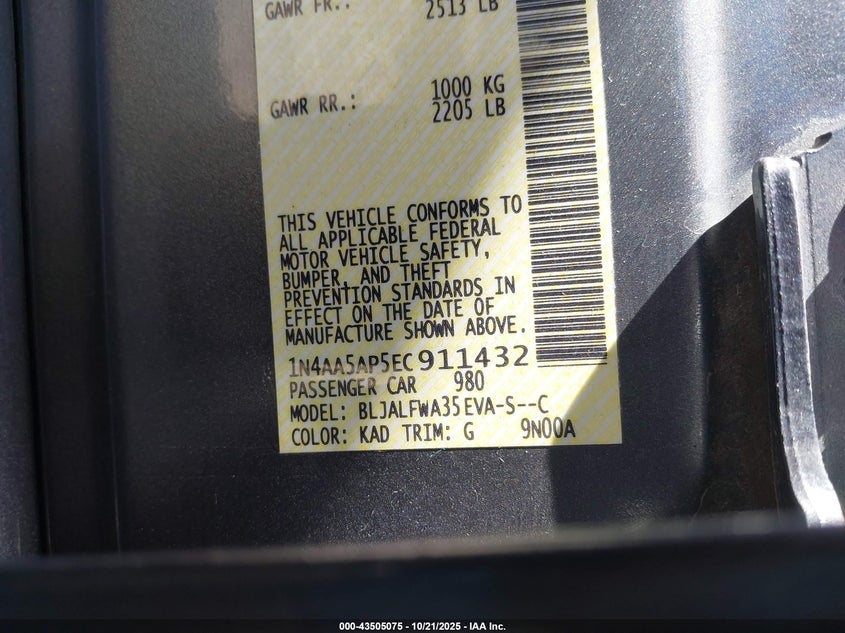 GAWR FR.: 2513 LB
1000 KG
GAWR RR.: 2205 LB
THIS VEHICLE CONFORMS TO
ALL APPLICABLE FEDERAL
MOTOR VEHICLE SAFETY,
BUMPER, AND THEFT
PREVENTION STANDARDS IN
EFFECT ON THE DATE OF
MANUFACTURE SHOWN ABOVE.
1N4AA5AP5EC911432
PASSENGER CAR 980
MODEL: BLJALFWA35EVA-S--C
COLOR: KAD TRIM: G 9N00A
000-43505075 - 10/21/2025 - IAA Inc.